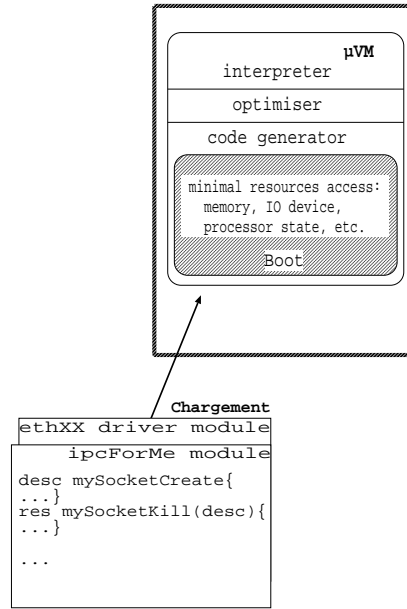 µVM
interpreter
optimiser
code generator
minimal resources access:
memory, IO device,
processor state, etc.
Boot
Chargement
ethXX driver module
ipcForMe module
desc mySocketCreate{
...}
res mySocketKill(desc){
...}
...